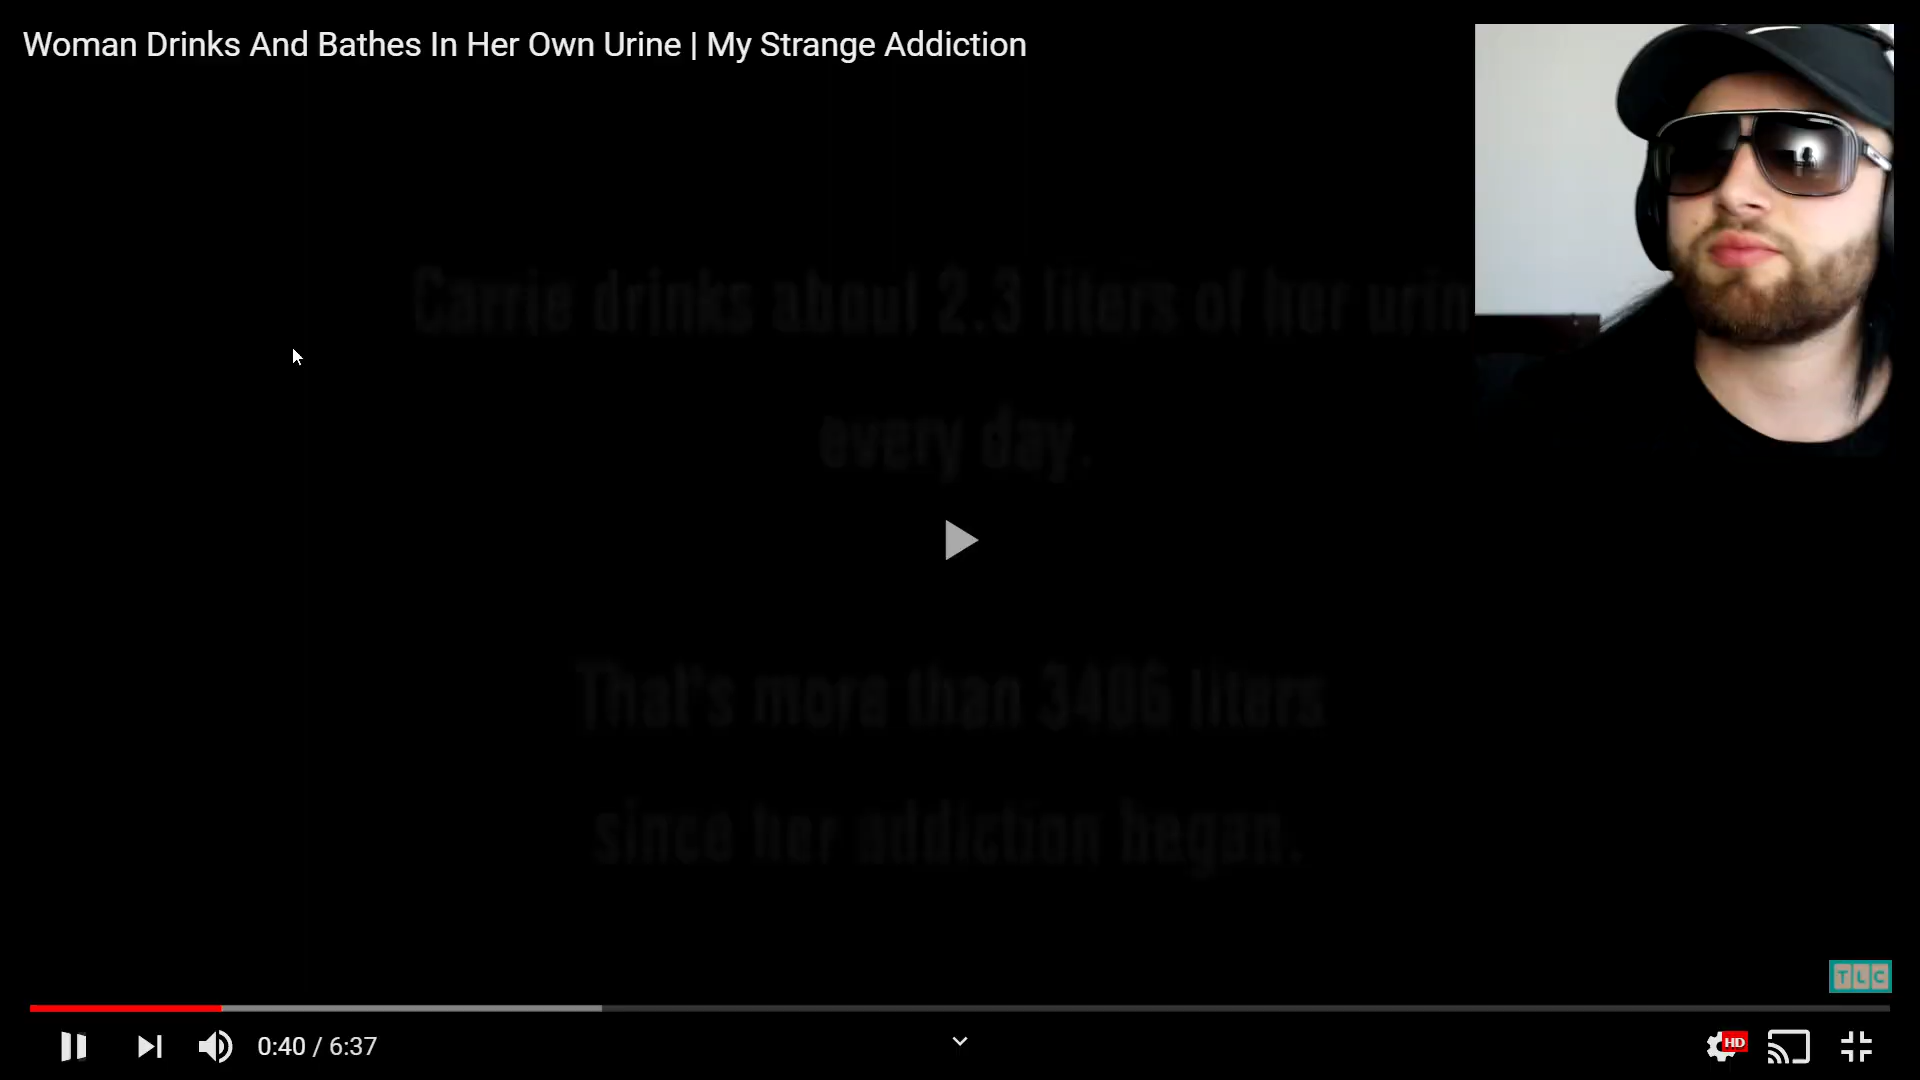 Woman Drinks And Bathes In Her Own Urine | My Strange Addiction
Carrie drinks about 2.3 liters of her urin
every day.
That's more than 3406 liters
since her addiction began.
TLC
0:40 / 6:37
HD